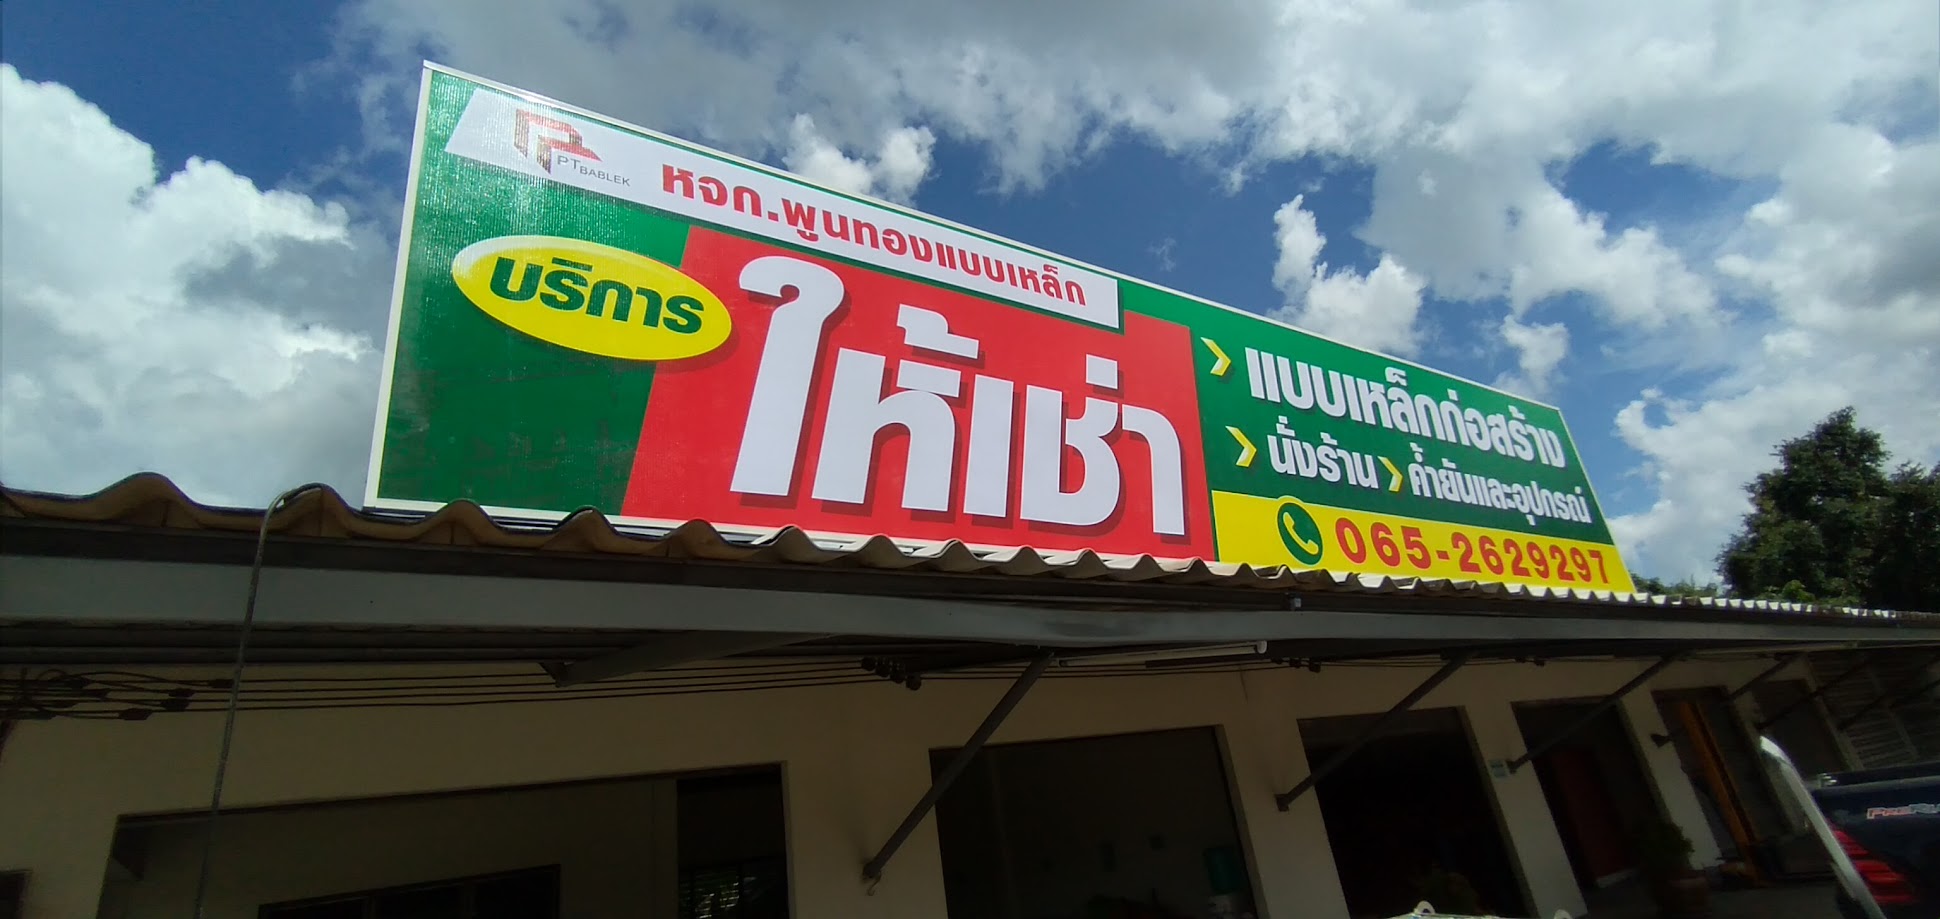 PT
BABLEK
หจก.พูนทองแบบเหล็ก
บริการ
ให้เช่า
แบบเหล็กก่อสร้าง
นั่งร้าน ค้ำยันและอุปกรณ์
065-2629297